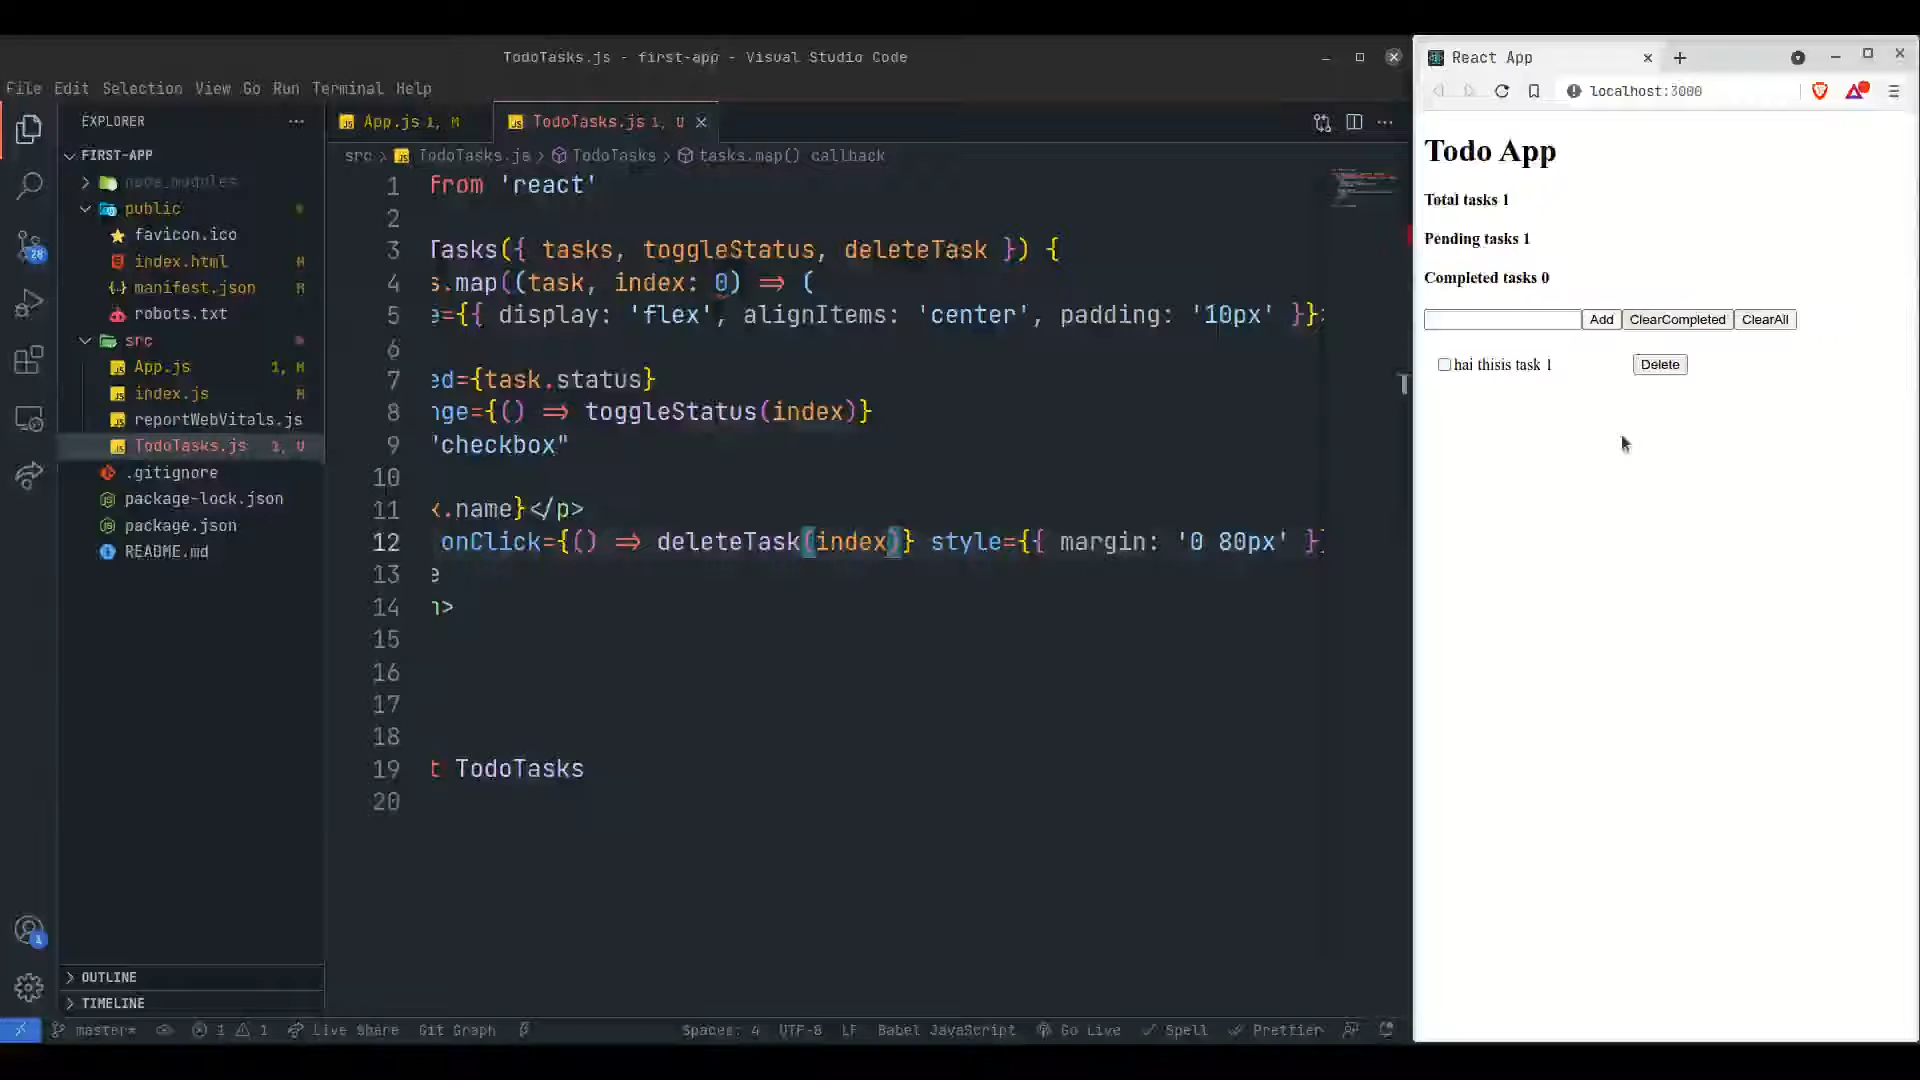 TodoTasks.js - first-app - Visual Studio Code
File Edit Selection View Go Run Terminal Help
EXPLORER
FIRST-APP
node_modules
public
favicon.ico
index.html M
manifest.json M
robots.txt
src
App.js 1, M
index.js M
reportWebVitals.js
TodoTasks.js 1, U
.gitignore
package-lock.json
package.json
README.md
OUTLINE
TIMELINE
App.js 1, M
TodoTasks.js 1, U
src > TodoTasks.js > TodoTasks > tasks.map() callback
1 from 'react'
2
3 Tasks({ tasks, toggleStatus, deleteTask }) {
4 s.map((task, index: 0) => (
5 e={{ display: 'flex', alignItems: 'center', padding: '10px' }}>
6
7 ed={task.status}
8 nge={() => toggleStatus(index)}
9 "checkbox"
10
11 k.name}</p>
12 onClick={() => deleteTask(index)} style={{ margin: '0 80px' }}
13 e
14 n>
15
16
17
18
19 t TodoTasks
20
28
1
master* 1 1 Live Share Git Graph Spaces: 4 UTF-8 LF Babel JavaScript Go Live Spell Prettier
React App
localhost:3000
Todo App
Total tasks 1
Pending tasks 1
Completed tasks 0
Add ClearCompleted ClearAll
hai thisis task 1 Delete